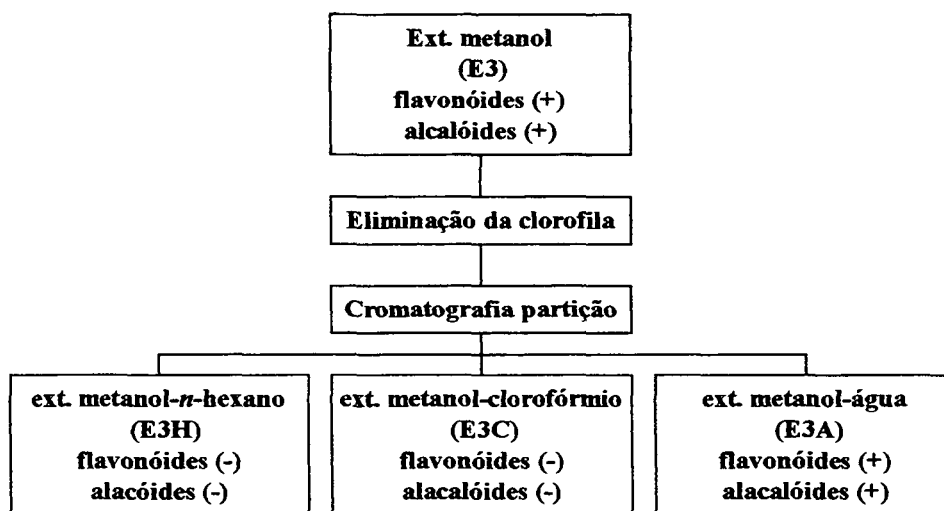 Ext. metanol
(E3)
flavonóides (+)
alcalóides (+)
Eliminação da clorofila
Cromatografia partição
ext. metanol-n-hexano
(E3H)
flavonóides (-)
alacóides (-)
ext. metanol-clorofórmio
(E3C)
flavonóides (-)
alacalóides (-)
ext. metanol-água
(E3A)
flavonóides (+)
alacalóides (+)